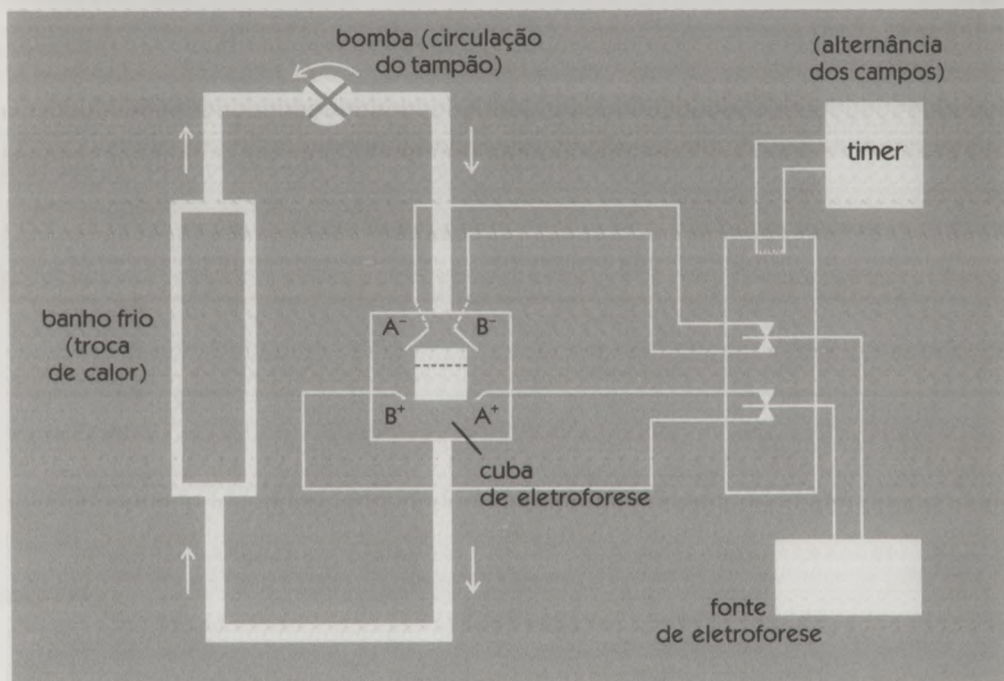 bomba (circulação
do tampão)
(alternância
dos campos)
timer
banho frio
(troca
de calor)
A⁻
B⁻
B⁺
A⁺
cuba
de eletroforese
fonte
de eletroforese